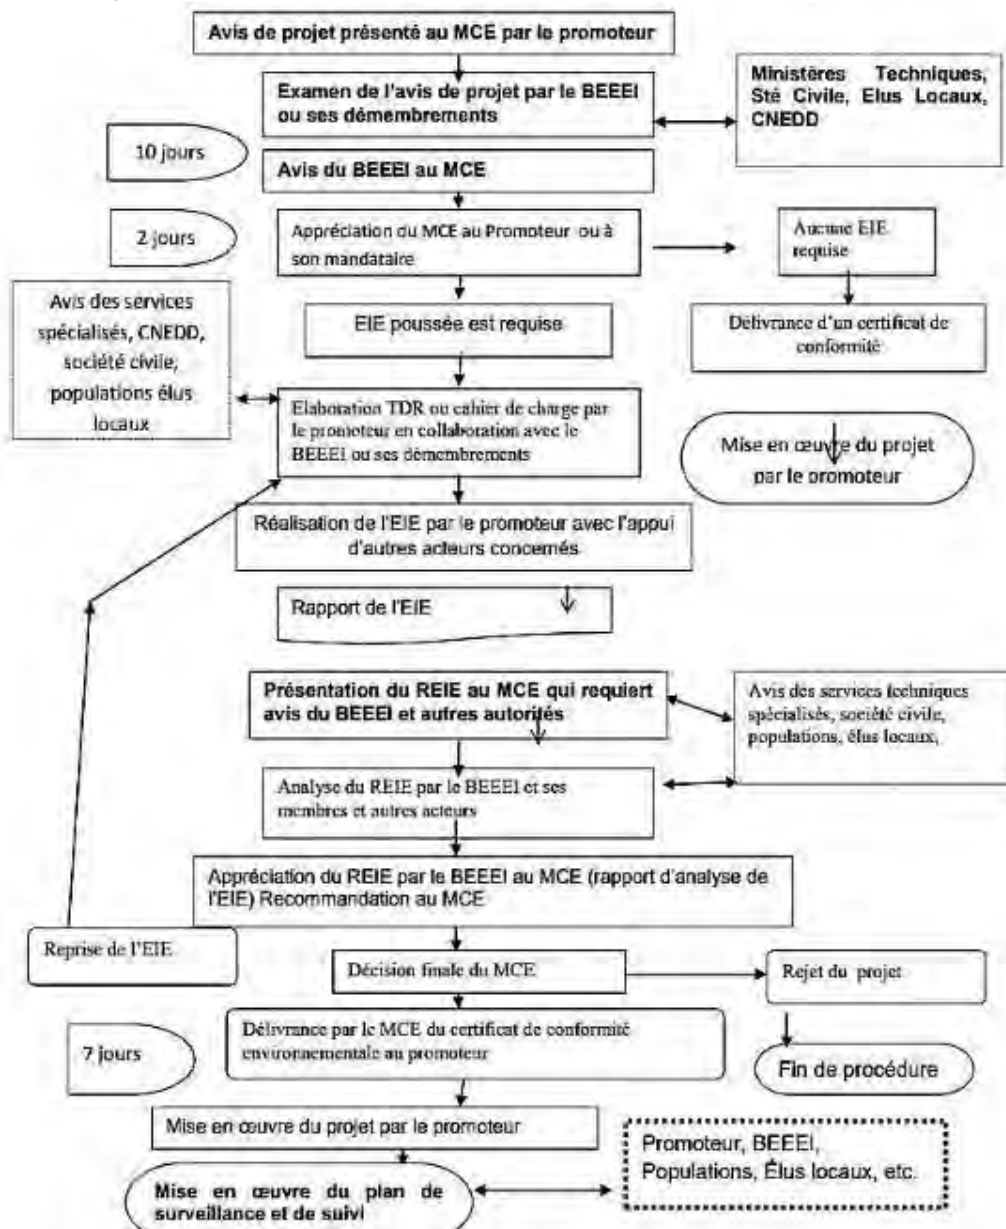 Avis de projet présenté au MCE par le promoteur
Examen de l'avis de projet par le BEEEI
ou ses démembrements
Ministères Techniques,
Sté Civile, Elus Locaux,
CNEDD
10 jours
Avis du BEEEI au MCE
2 jours
Appréciation du MCE au Promoteur ou à
son mandataire
Aucune EIE
requise
Avis des services
spécialisés, CNEDD,
société civile,
populations élus
locaux
EIE poussée est requise
Délivrance d'un certificat de
conformité
Elaboration TDR ou cahier de charge par
le promoteur en collaboration avec le
BEEEI ou ses démembrements
Mise en œuvre du projet
par le promoteur
Réalisation de l'EIE par le promoteur avec l'appui
d'autres acteurs concernés
Rapport de l'EIE
Présentation du REIE au MCE qui requiert
avis du BEEEI et autres autorités
Avis des services techniques
spécialisés, société civile,
populations, élus locaux,
Analyse du REIE par le BEEEI et ses
membres et autres acteurs
Appréciation du REIE par le BEEEI au MCE (rapport d'analyse de
l'EIE) Recommandation au MCE
Reprise de l'EIE
Décision finale du MCE
Rejet du projet
7 jours
Délivrance par le MCE du certificat de conformité
environnementale au promoteur
Fin de procédure
Mise en œuvre du projet par le promoteur
Promoteur, BEEEI,
Populations, Élus locaux, etc.
Mise en œuvre du plan de
surveillance et de suivi